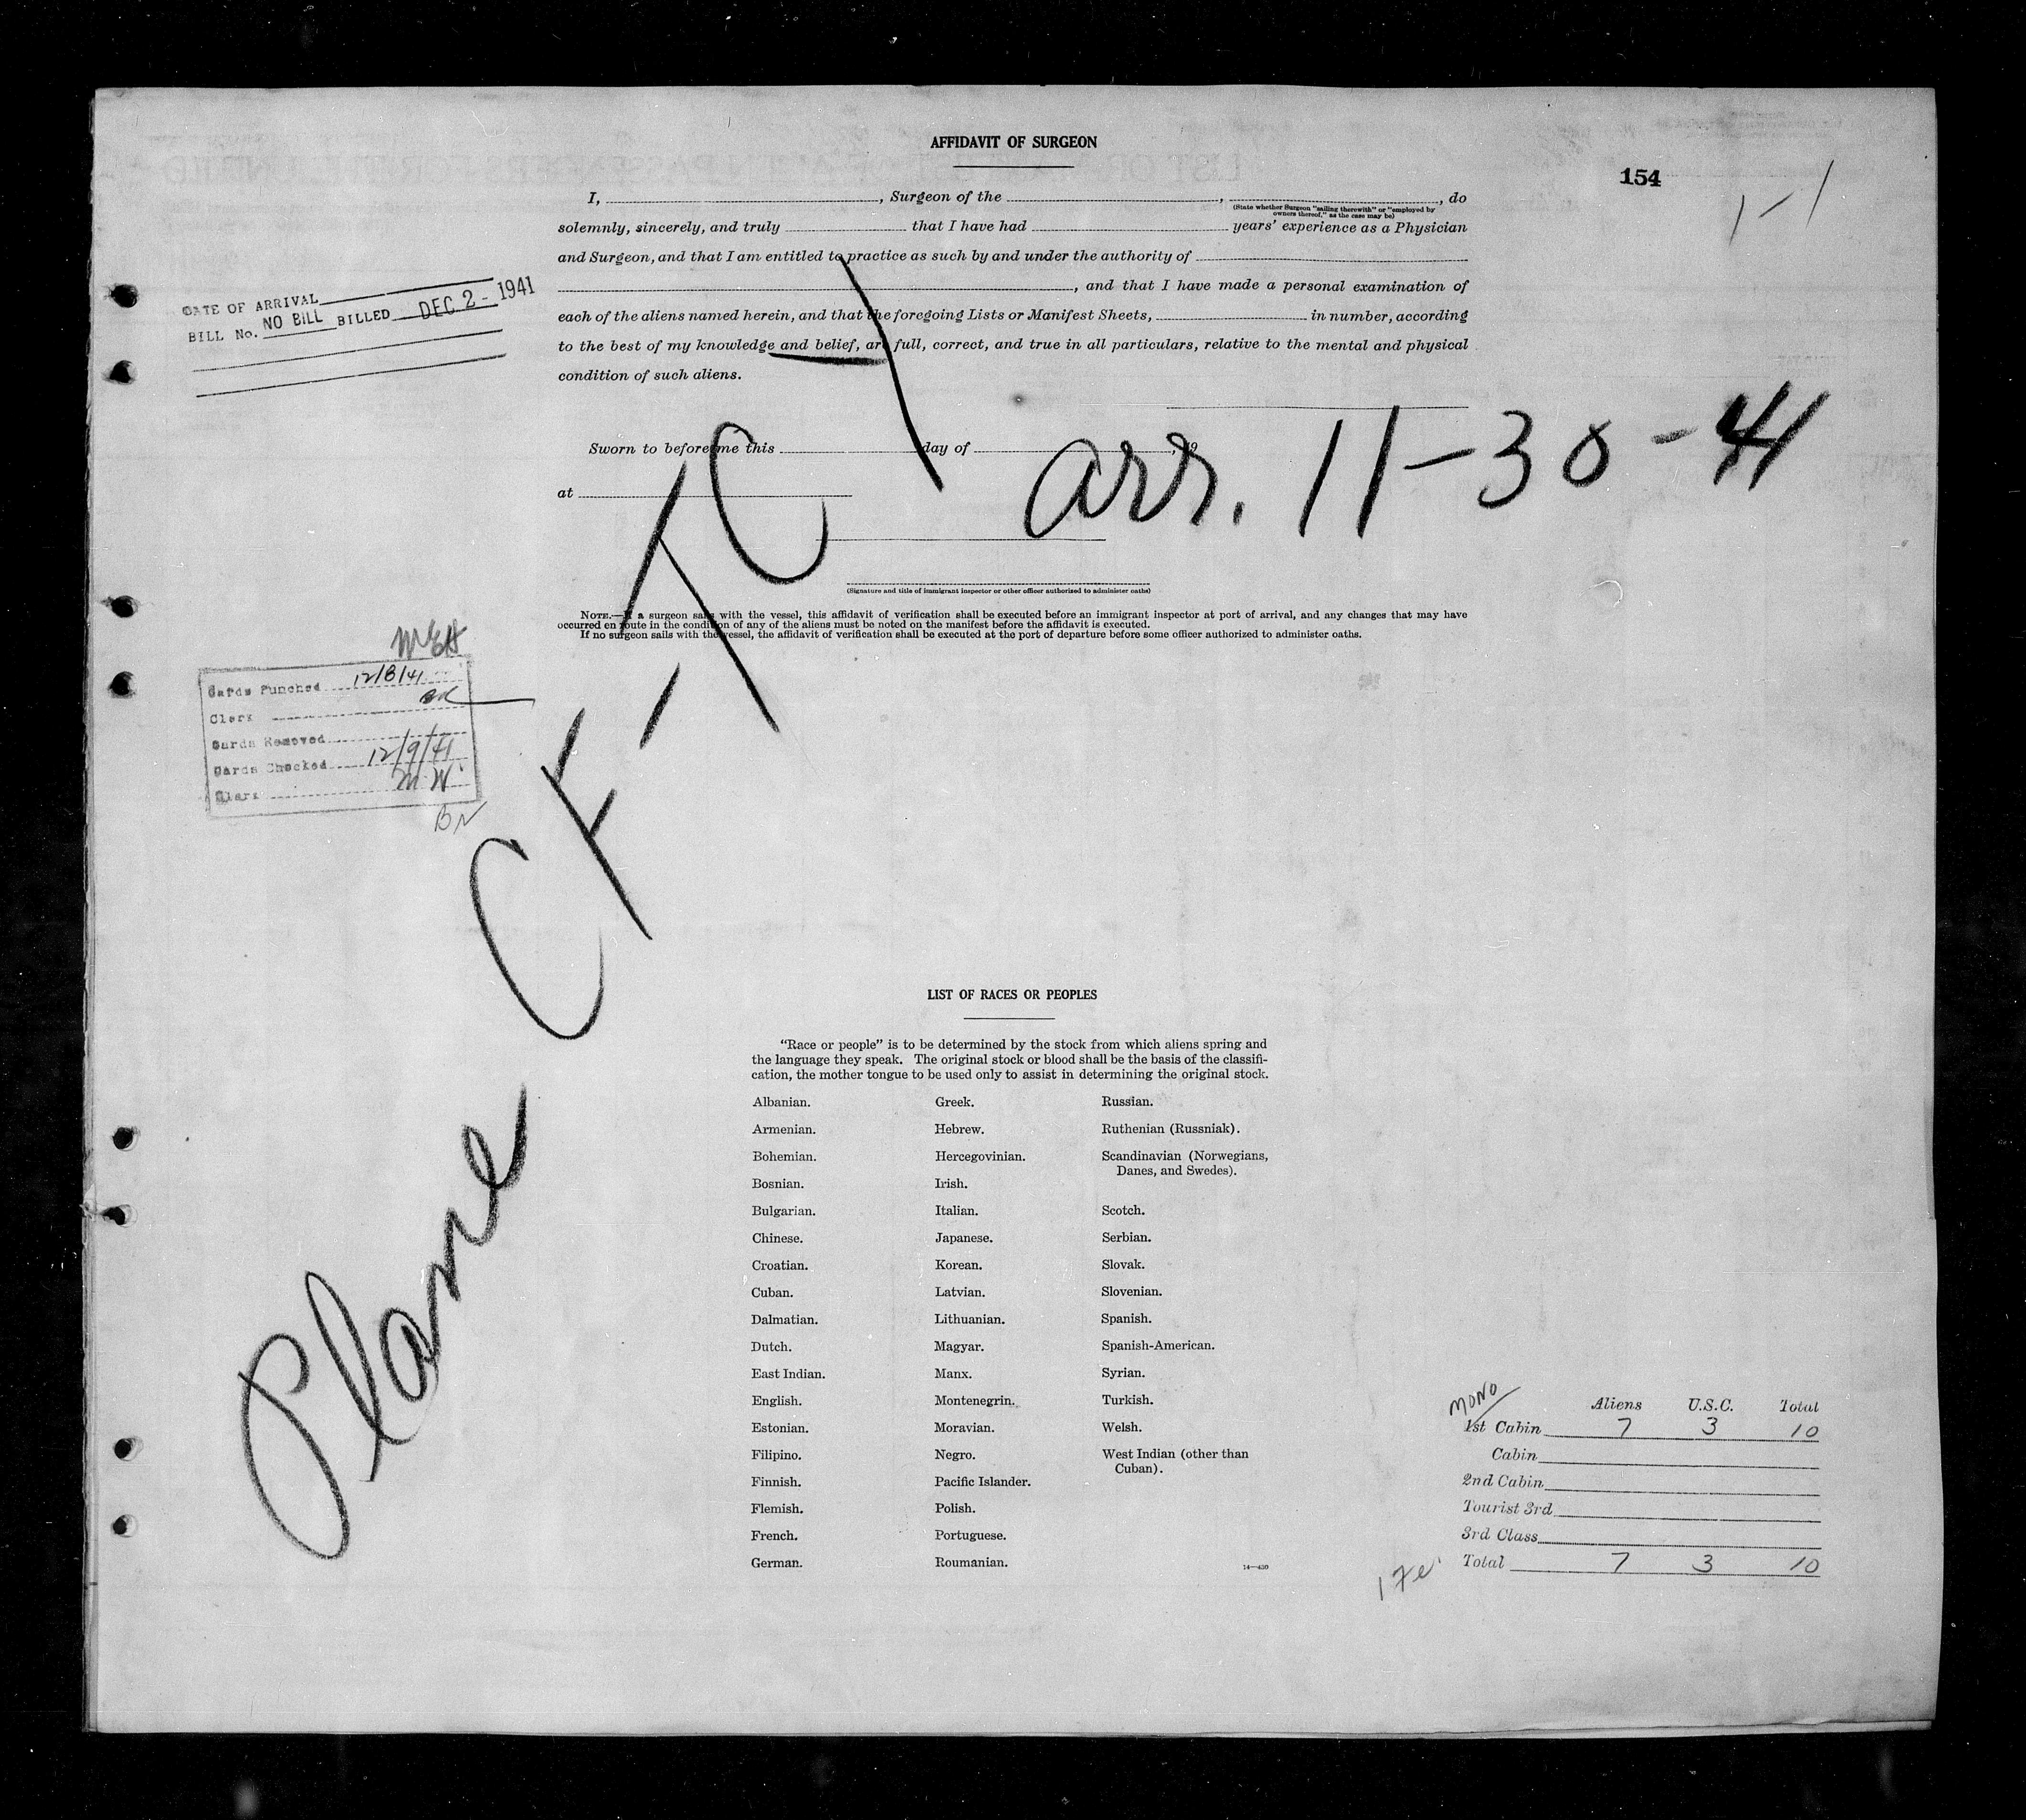 AFFIDAVIT OF SURGEON
154
1-1
I, , Surgeon of the , , do
(State whether Surgeon "sailing therewith" or "employed by
owners thereof," as the case may be)
solemnly, sincerely, and truly that I have had years' experience as a Physician
and Surgeon, and that I am entitled to practice as such by and under the authority of
, and that I have made a personal examination of
each of the aliens named herein, and that the foregoing Lists or Manifest Sheets, in number, according
to the best of my knowledge and belief, are full, correct, and true in all particulars, relative to the mental and physical
condition of such aliens.
DATE OF ARRIVAL
BILL No. NO BILL BILLED DEC 2 - 1941
arr. 11-30-41
Sworn to before me this day of , 19
at
(Signature and title of immigrant inspector or other officer authorized to administer oaths)
NOTE.—If a surgeon sails with the vessel, this affidavit of verification shall be executed before an immigrant inspector at port of arrival, and any changes that may have
occurred en route in the condition of any of the aliens must be noted on the manifest before the affidavit is executed.
If no surgeon sails with the vessel, the affidavit of verification shall be executed at the port of departure before some officer authorized to administer oaths.
Cards Punched 12/8/41
Clerk
Cards Removed
Cards Checked 12/9/41
Clerk M W
Plane CF-TC
LIST OF RACES OR PEOPLES
"Race or people" is to be determined by the stock from which aliens spring and
the language they speak. The original stock or blood shall be the basis of the classifi-
cation, the mother tongue to be used only to assist in determining the original stock.
Albanian. Greek. Russian.
Armenian. Hebrew. Ruthenian (Russniak).
Bohemian. Hercegovinian. Scandinavian (Norwegians,
Danes, and Swedes).
Bosnian. Irish.
Bulgarian. Italian. Scotch.
Chinese. Japanese. Serbian.
Croatian. Korean. Slovak.
Cuban. Latvian. Slovenian.
Dalmatian. Lithuanian. Spanish.
Dutch. Magyar. Spanish-American.
East Indian. Manx. Syrian.
English. Montenegrin. Turkish.
Estonian. Moravian. Welsh.
Filipino. Negro. West Indian (other than
Cuban).
Finnish. Pacific Islander.
Flemish. Polish.
French. Portuguese.
German. Roumanian.
14—430
MONO
Aliens U.S.C. Total
1st Cabin 7 3 10
Cabin
2nd Cabin
Tourist 3rd
3rd Class
Total 7 3 10